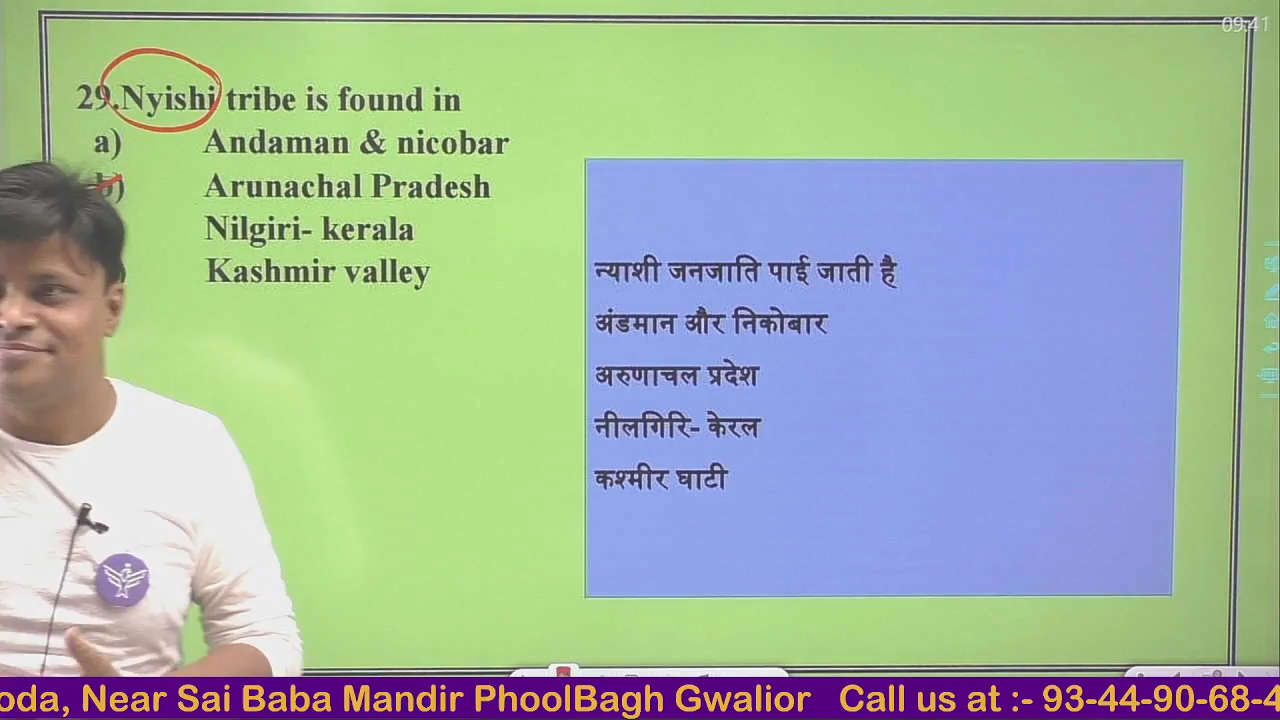 09:41
29.Nyishi tribe is found in
a) Andaman & nicobar
b) Arunachal Pradesh
Nilgiri- kerala
Kashmir valley
न्याशी जनजाति पाई जाती है
अंडमान और निकोबार
अरुणाचल प्रदेश
नीलगिरि- केरल
कश्मीर घाटी
oda, Near Sai Baba Mandir PhoolBagh Gwalior Call us at :- 93-44-90-68-4